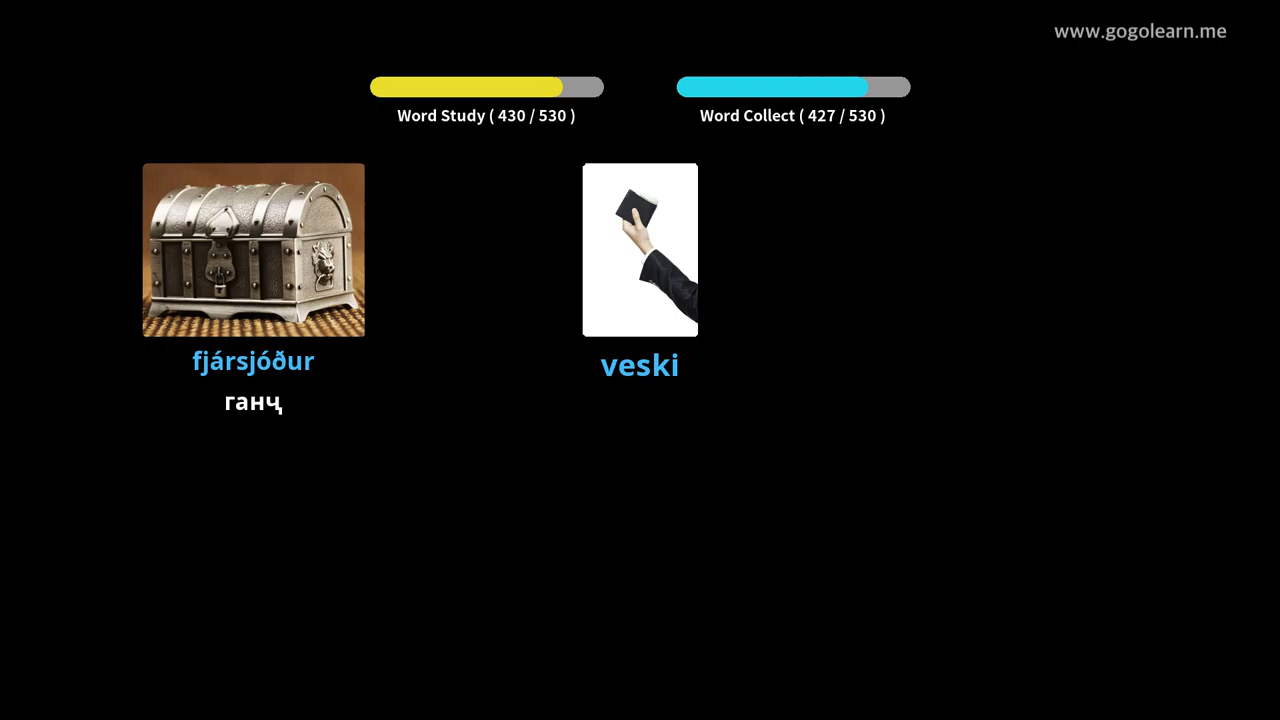 www.gogolearn.me
Word Study ( 430 / 530 )
Word Collect ( 427 / 530 )
fjársjóður
ганҷ
veski